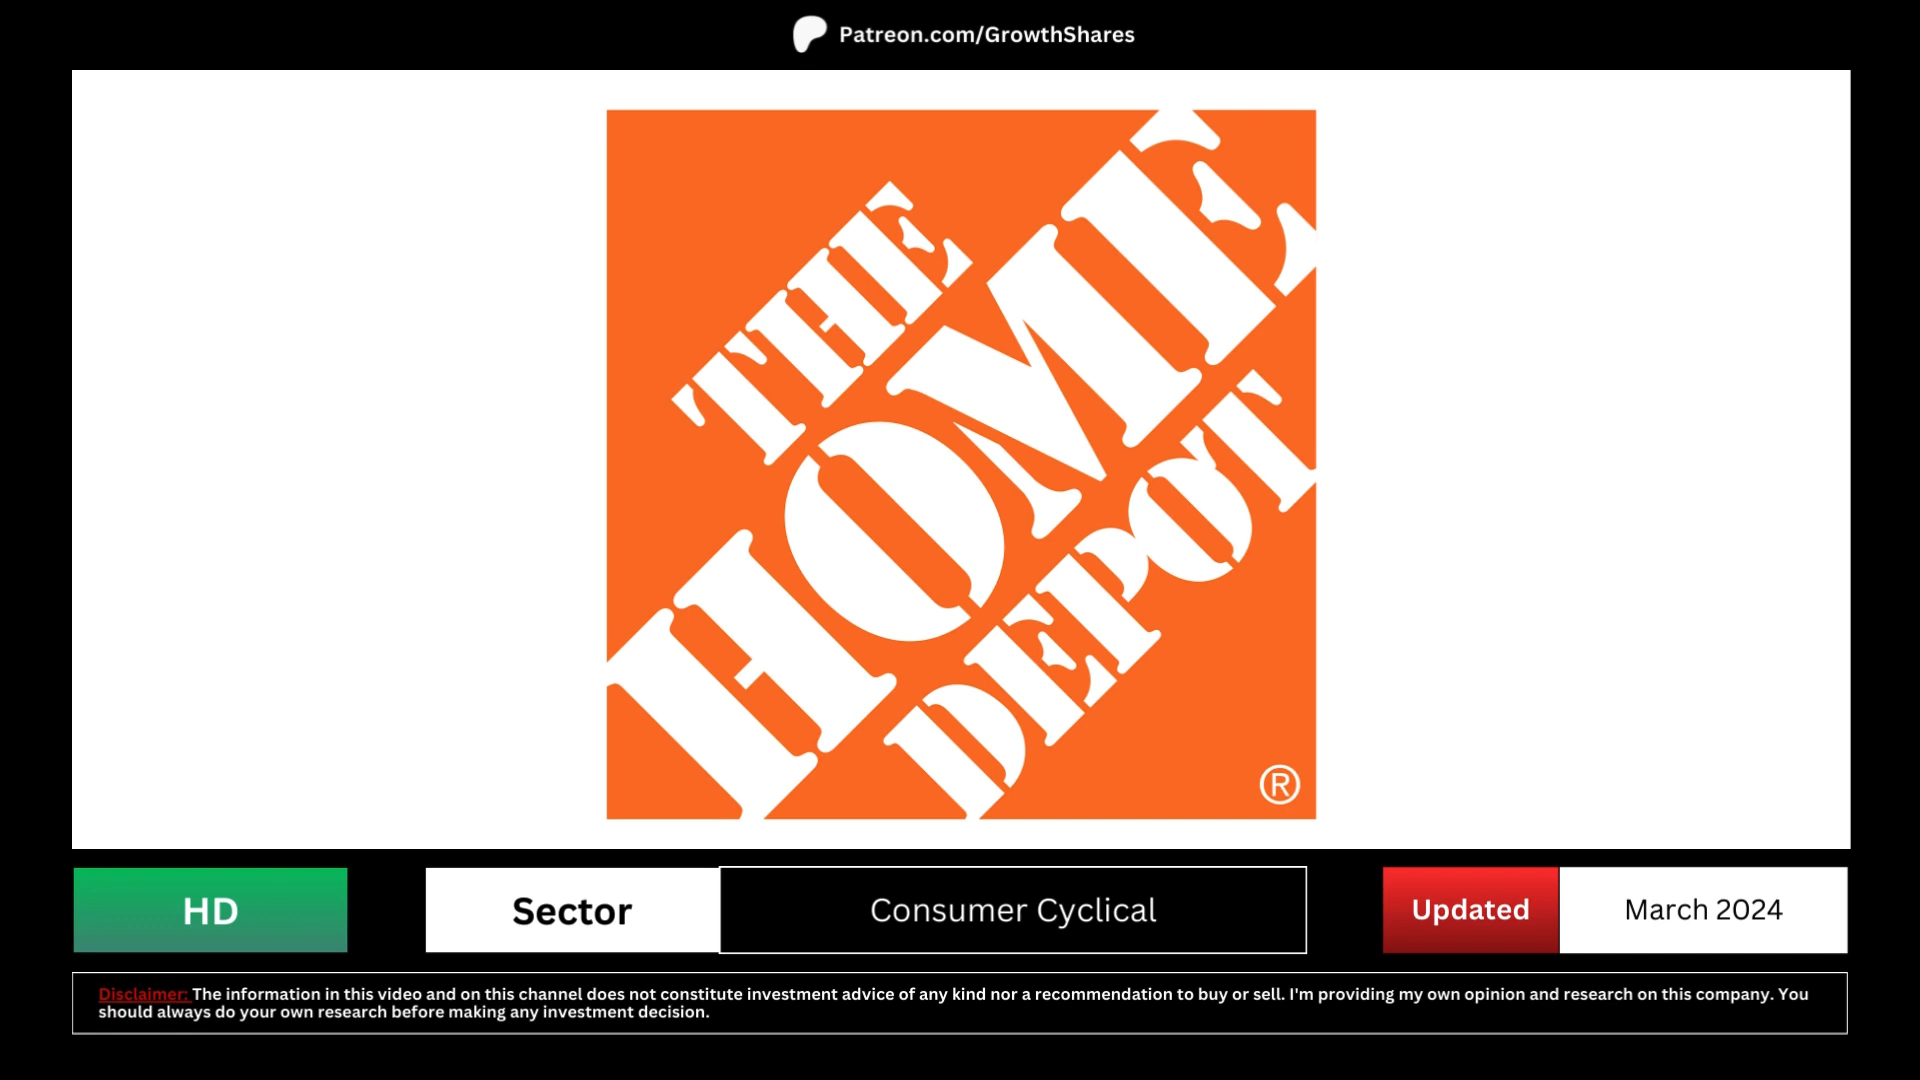 Patreon.com/GrowthShares
THE
HOME
DEPOT
®
HD
Sector
Consumer Cyclical
Updated
March 2024
Disclaimer: The information in this video and on this channel does not constitute investment advice of any kind nor a recommendation to buy or sell. I'm providing my own opinion and research on this company. You
should always do your own research before making any investment decision.